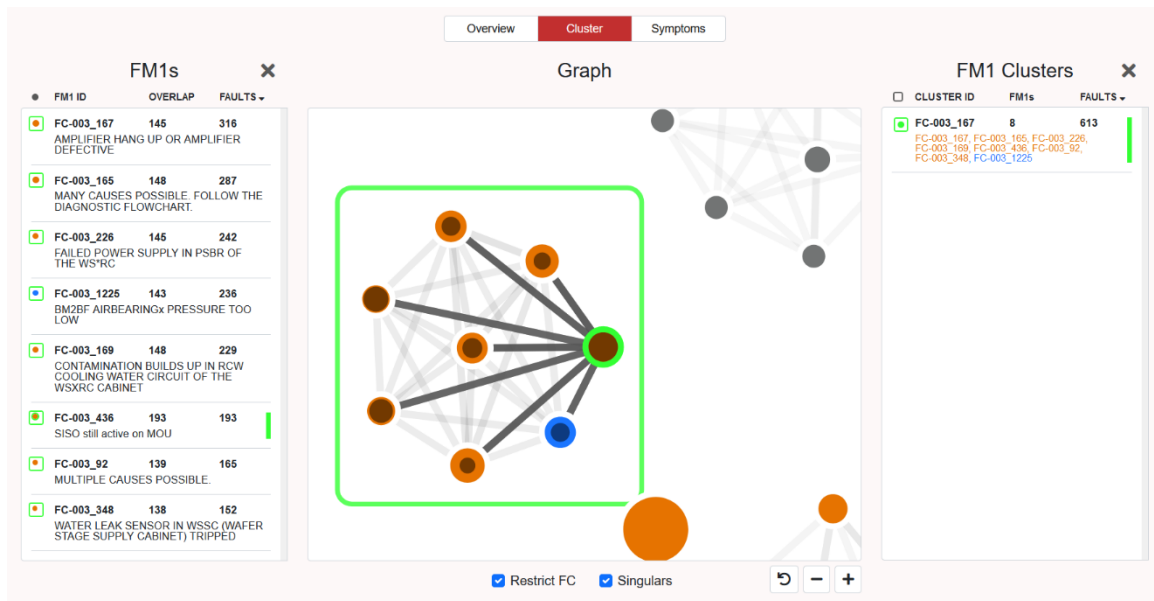 Overview Cluster Symptoms
FM1s
FM1 ID OVERLAP FAULTS
FC-003_167 145 316
AMPLIFIER HANG UP OR AMPLIFIER
DEFECTIVE
FC-003_165 148 287
MANY CAUSES POSSIBLE. FOLLOW THE
DIAGNOSTIC FLOWCHART.
FC-003_226 145 242
FAILED POWER SUPPLY IN PSBR OF
THE WS*RC
FC-003_1225 143 236
BM2BF AIRBEARINGx PRESSURE TOO
LOW
FC-003_169 148 229
CONTAMINATION BUILDS UP IN RCW
COOLING WATER CIRCUIT OF THE
WSXRC CABINET
FC-003_436 193 193
SISO still active on MOU
FC-003_92 139 165
MULTIPLE CAUSES POSSIBLE.
FC-003_348 138 152
WATER LEAK SENSOR IN WSSC (WAFER
STAGE SUPPLY CABINET) TRIPPED
Graph
Restrict FC Singulars
FM1 Clusters
CLUSTER ID FM1s FAULTS
FC-003_167 8 613
FC-003_167, FC-003_165, FC-003_226,
FC-003_169, FC-003_436, FC-003_92,
FC-003_348, FC-003_1225